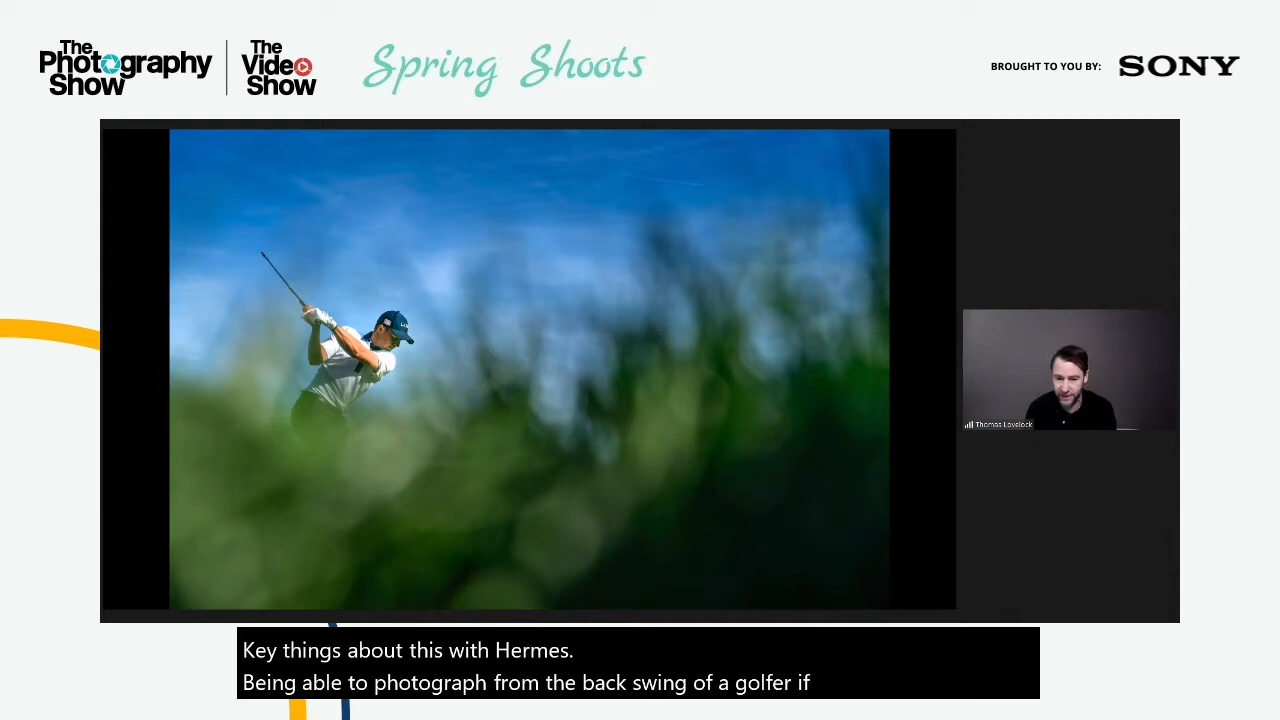 The Photography Show
The Video Show
Spring Shoots
BROUGHT TO YOU BY:
SONY
Thomas Lovelock
Key things about this with Hermes.
Being able to photograph from the back swing of a golfer if